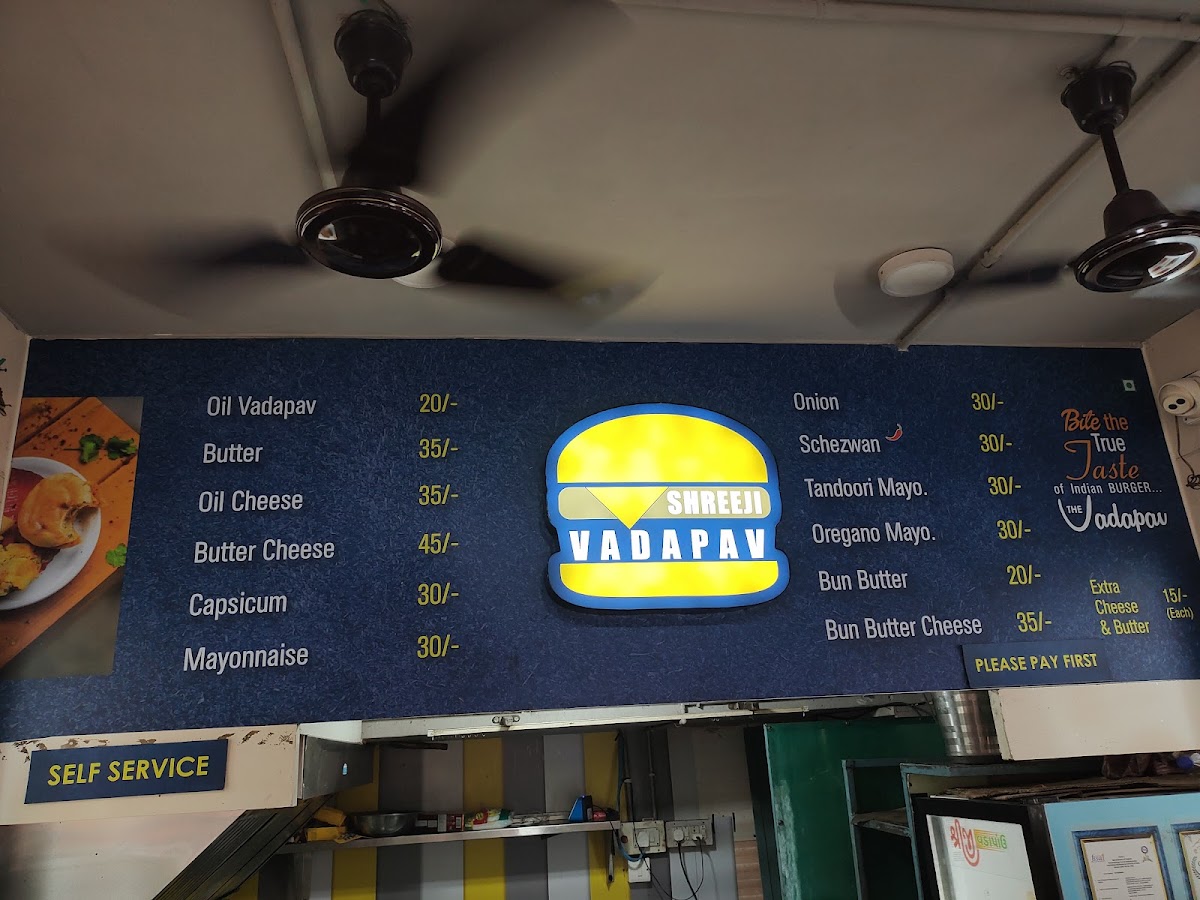 Oil Vadapav 20/-
Butter 35/-
Oil Cheese 35/-
Butter Cheese 45/-
Capsicum 30/-
Mayonnaise 30/-
SHREEJI
VADAPAV
Onion 30/-
Schezwan 30/-
Tandoori Mayo. 30/-
Oregano Mayo. 30/-
Bun Butter 20/-
Bun Butter Cheese 35/-
Bite the
True
Taste
of Indian BURGER...
THE
Vadapav
Extra
Cheese
& Butter
15/-
(Each)
PLEASE PAY FIRST
SELF SERVICE
શ્રીજી
વડાપાઉં